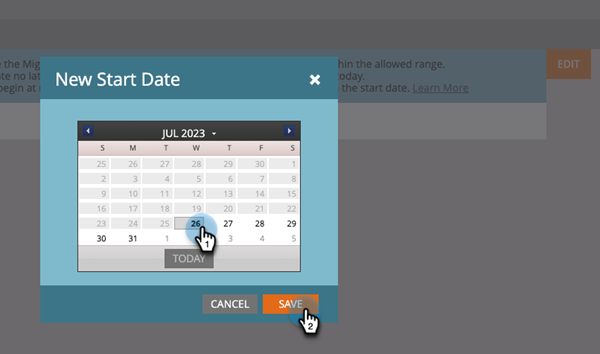 e the Mig
thin the allowed range.
EDIT
ate no lat
today.
begin at
the start date. Learn More
New Start Date
JUL 2023
S M T W T F S
25 26 27 28 29 30 1
2 3 4 5 6 7 8
9 10 11 12 13 14 15
16 17 18 19 20 21 22
23 24 25 26 27 28 29
1
30 31 1 3 4 5
TODAY
CANCEL
SAVE
2